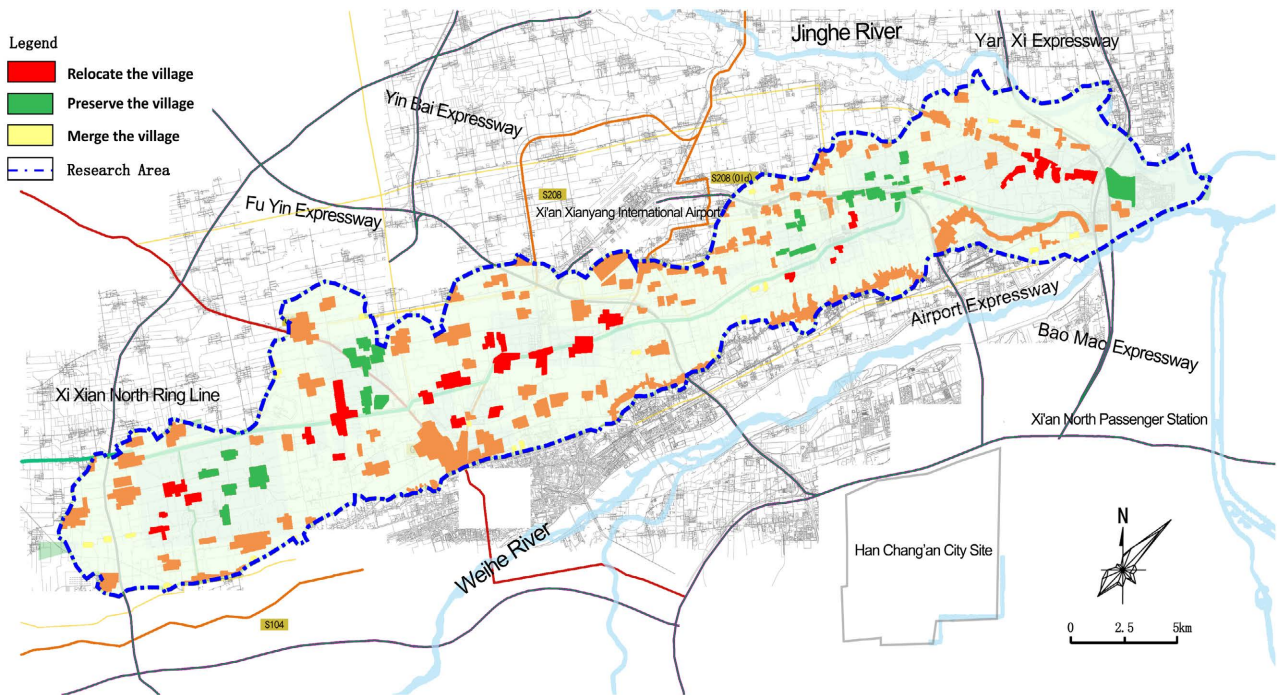 Legend
Relocate the village
Preserve the village
Merge the village
Research Area
Jinghe River
Yan Xi Expressway
Yin Bai Expressway
S208 (01d)
S208
Fu Yin Expressway
Xi'an Xianyang International Airport
Airport Expressway
Bao Mao Expressway
Xi Xian North Ring Line
Xi'an North Passenger Station
Weihe River
Han Chang'an City Site
N
S104
0 2.5 5km